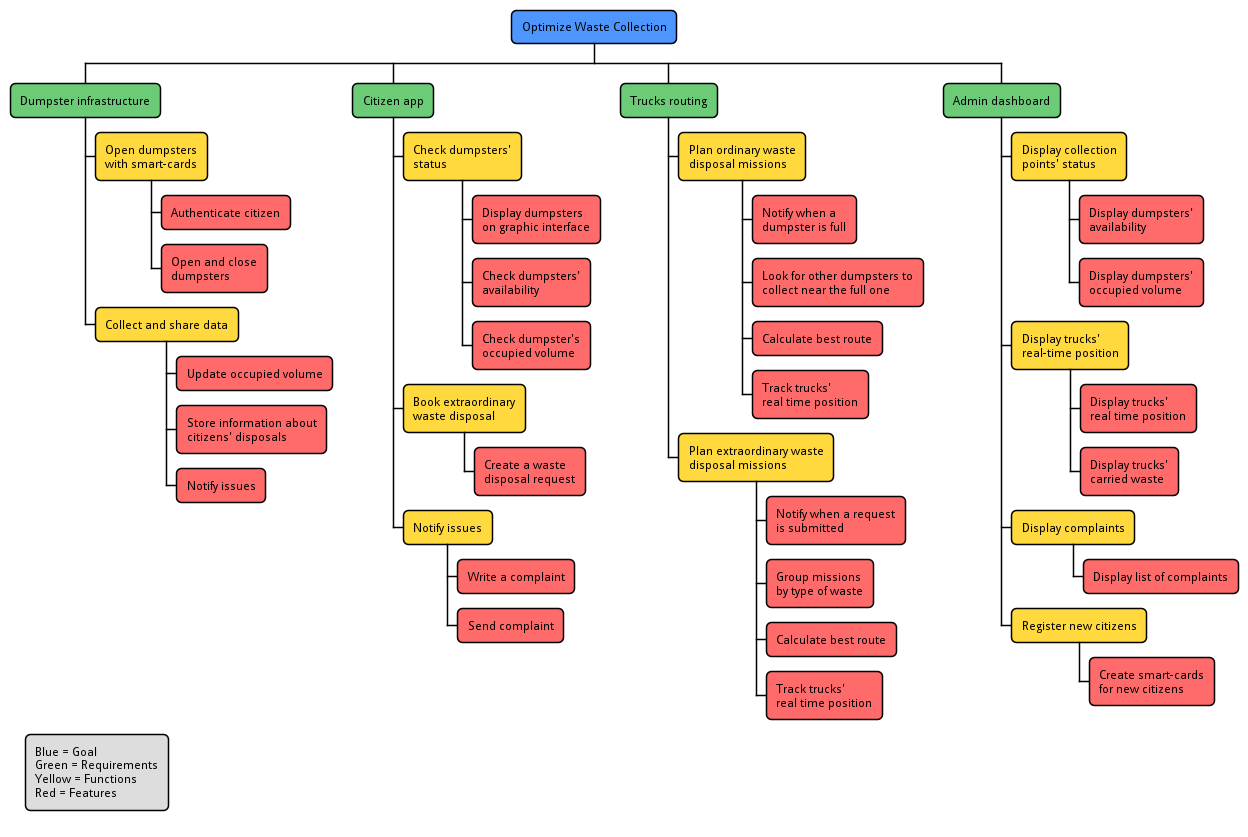 Optimize Waste Collection
Dumpster infrastructure
Open dumpsters
with smart-cards
Authenticate citizen
Open and close
dumpsters
Collect and share data
Update occupied volume
Store information about
citizens' disposals
Notify issues
Citizen app
Check dumpsters'
status
Display dumpsters
on graphic interface
Check dumpsters'
availability
Check dumpster's
occupied volume
Book extraordinary
waste disposal
Create a waste
disposal request
Notify issues
Write a complaint
Send complaint
Trucks routing
Plan ordinary waste
disposal missions
Notify when a
dumpster is full
Look for other dumpsters to
collect near the full one
Calculate best route
Track trucks'
real time position
Plan extraordinary waste
disposal missions
Notify when a request
is submitted
Group missions
by type of waste
Calculate best route
Track trucks'
real time position
Admin dashboard
Display collection
points' status
Display dumpsters'
availability
Display dumpsters'
occupied volume
Display trucks'
real-time position
Display trucks'
real time position
Display trucks'
carried waste
Display complaints
Display list of complaints
Register new citizens
Create smart-cards
for new citizens
Blue = Goal
Green = Requirements
Yellow = Functions
Red = Features